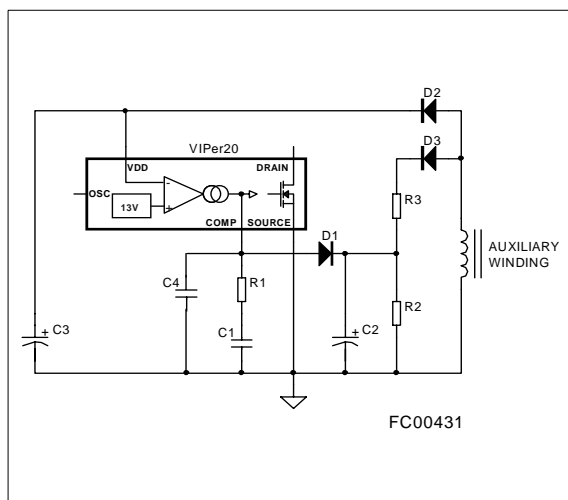 D2
D3
VIPer20
VDD
DRAIN
OSC
-
13V
+
COMP
SOURCE
D1
R3
AUXILIARY
WINDING
C4
R1
R2
C1
+
C2
+
C3
FC00431